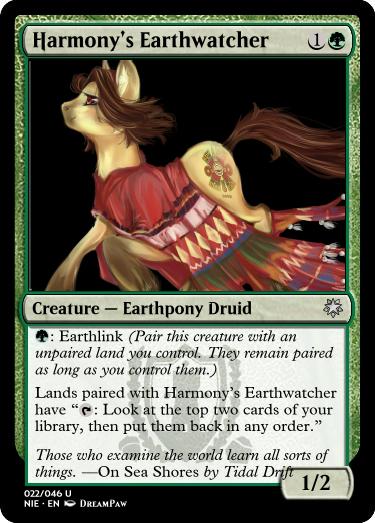 Harmony's Earthwatcher 1
Creature — Earthpony Druid
: Earthlink (Pair this creature with an
unpaired land you control. They remain paired
as long as you control them.)
Lands paired with Harmony's Earthwatcher
have “: Look at the top two cards of your
library, then put them back in any order.”
Those who examine the world learn all sorts of
things. —On Sea Shores by Tidal Drift
1/2
022/046 U
NIE • EN DREAMPAW